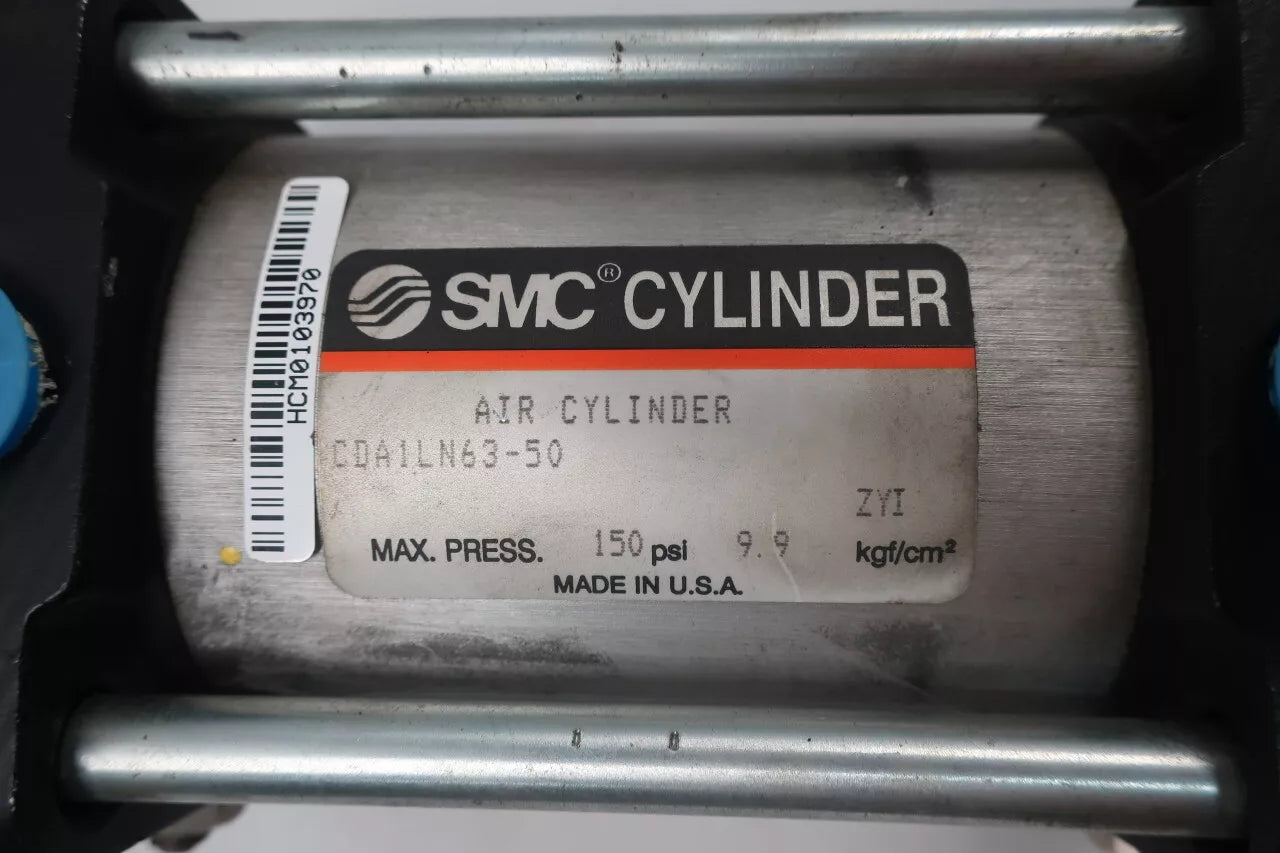 SMC® CYLINDER
AIR CYLINDER
CDA1LN63-50
ZYI
MAX. PRESS. 150 psi 9.9 kgf/cm²
MADE IN U.S.A.
HCM0103970